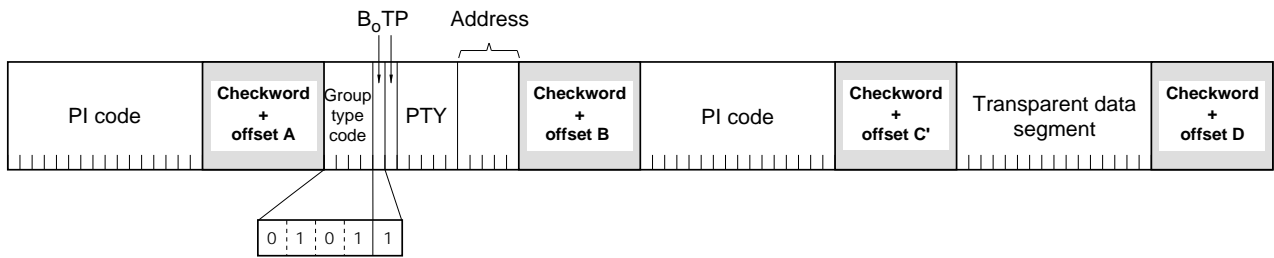 BoTP Address
PI code
Checkword
+
offset A
Group
type
code
PTY
Checkword
+
offset B
PI code
Checkword
+
offset C'
Transparent data
segment
Checkword
+
offset D
0 1 0 1 1